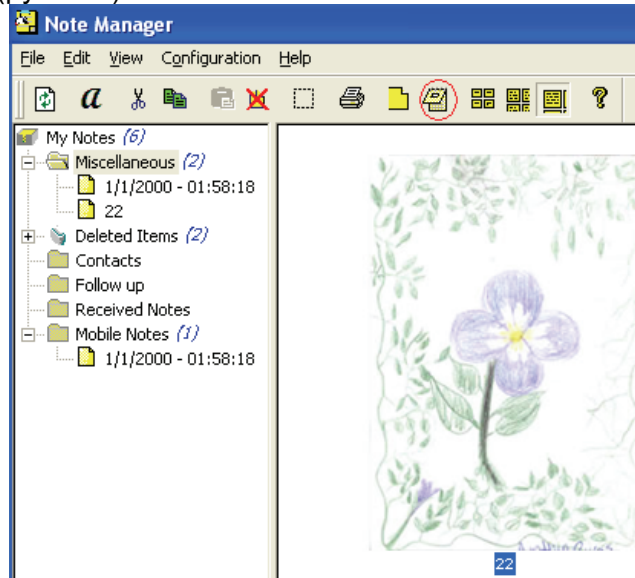 Note Manager
File Edit View Configuration Help
a ?
My Notes (6)
Miscellaneous (2)
1/1/2000 - 01:58:18
22
Deleted Items (2)
Contacts
Follow up
Received Notes
Mobile Notes (1)
1/1/2000 - 01:58:18
22